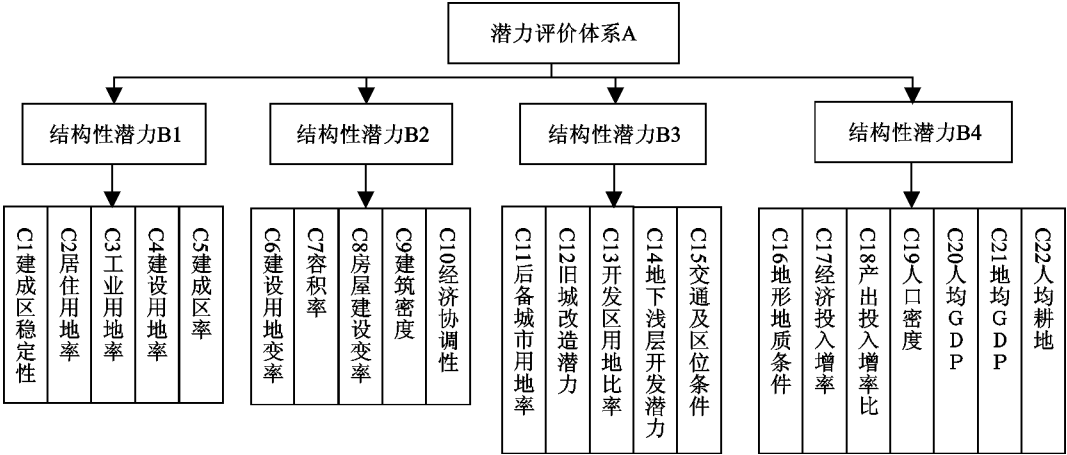 潜力评价体系A
结构性潜力B1
结构性潜力B2
结构性潜力B3
结构性潜力B4
C1建成区稳定性
C2居住用地率
C3工业用地率
C4建设用地率
C5建成区率
C6建设用地变率
C7容积率
C8房屋建设变率
C9建筑密度
C10经济协调性
C11后备城市用地率
C12旧城改造潜力
C13开发区用地比率
C14地下浅层开发潜力
C15交通及区位条件
C16地形地质条件
C17经济投入增率
C18产出投入增率比
C19人口密度
C20人均GDP
C21地均GDP
C22人均耕地